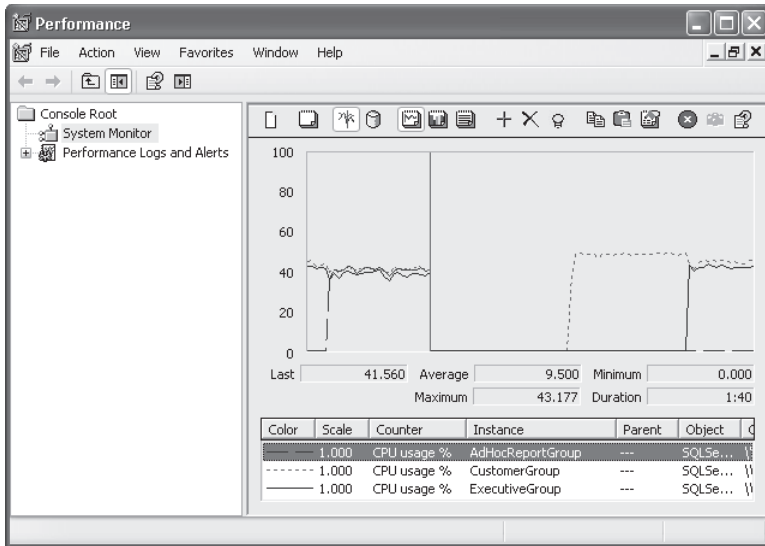 Performance
File Action View Favorites Window Help
Console Root
System Monitor
Performance Logs and Alerts
100
80
60
40
20
0
Last 41.560 Average 9.500 Minimum 0.000
Maximum 43.177 Duration 1:40
Color Scale Counter Instance Parent Object
1.000 CPU usage % AdHocReportGroup --- SQLSe...
1.000 CPU usage % CustomerGroup --- SQLSe...
1.000 CPU usage % ExecutiveGroup --- SQLSe...